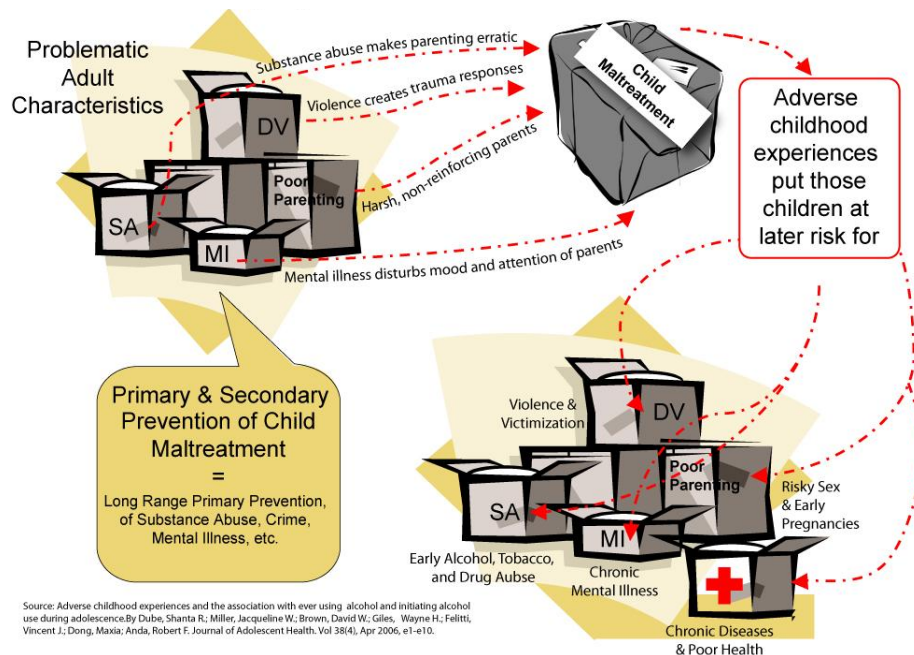 Problematic
Adult
Characteristics
Substance abuse makes parenting erratic
Violence creates trauma responses
Harsh, non-reinforcing parents
Mental illness disturbs mood and attention of parents
DV
Poor
Parenting
SA
MI
Child
Maltreatment
Adverse
childhood
experiences
put those
children at
later risk for
Primary & Secondary
Prevention of Child
Maltreatment
=
Long Range Primary Prevention,
of Substance Abuse, Crime,
Mental Illness, etc.
Violence &
Victimization
DV
Poor
Parenting
SA
MI
Risky Sex
& Early
Pregnancies
Early Alcohol, Tobacco,
and Drug Aubse
Chronic
Mental Illness
Chronic Diseases
& Poor Health
Source: Adverse childhood experiences and the association with ever using alcohol and initiating alcohol
use during adolescence.By Dube, Shanta R.; Miller, Jacqueline W.; Brown, David W.; Giles, Wayne H.; Felitti,
Vincent J.; Dong, Maxia; Anda, Robert F. Journal of Adolescent Health. Vol 38(4), Apr 2006, e1-e10.